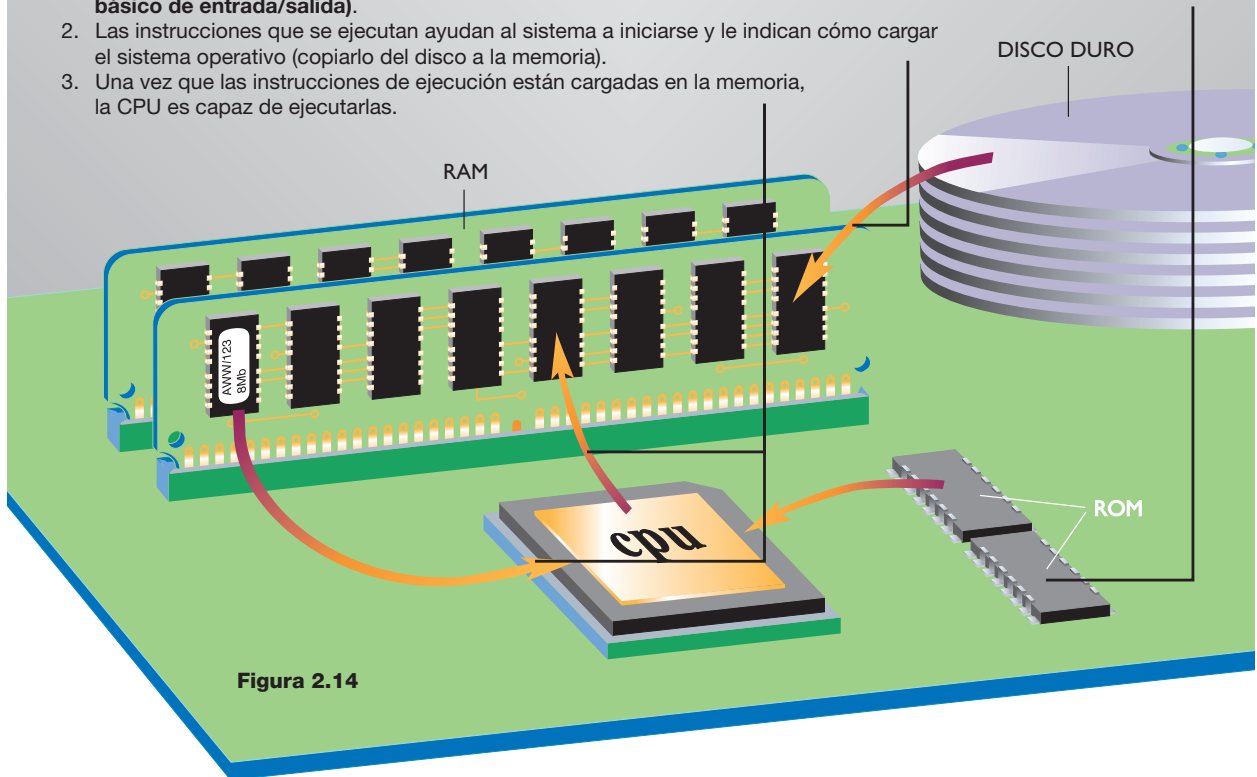 básico de entrada/salida).
2. Las instrucciones que se ejecutan ayudan al sistema a iniciarse y le indican cómo cargar
el sistema operativo (copiarlo del disco a la memoria).
3. Una vez que las instrucciones de ejecución están cargadas en la memoria,
la CPU es capaz de ejecutarlas.
DISCO DURO
RAM
AWW/123
8Mb
cpu
ROM
Figura 2.14